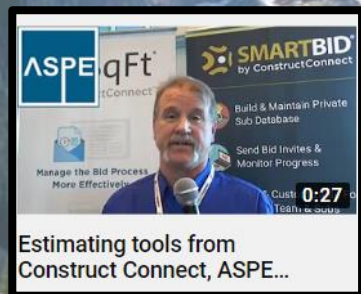 ASPE
qFt
Connect™
Manage the Bid Process
More Effectively
SMARTBID®
by ConstructConnect
Build & Maintain Private
Sub Database
Send Bid Invites &
Monitor Progress
Team & Subs
0:27
Estimating tools from
Construct Connect, ASPE...